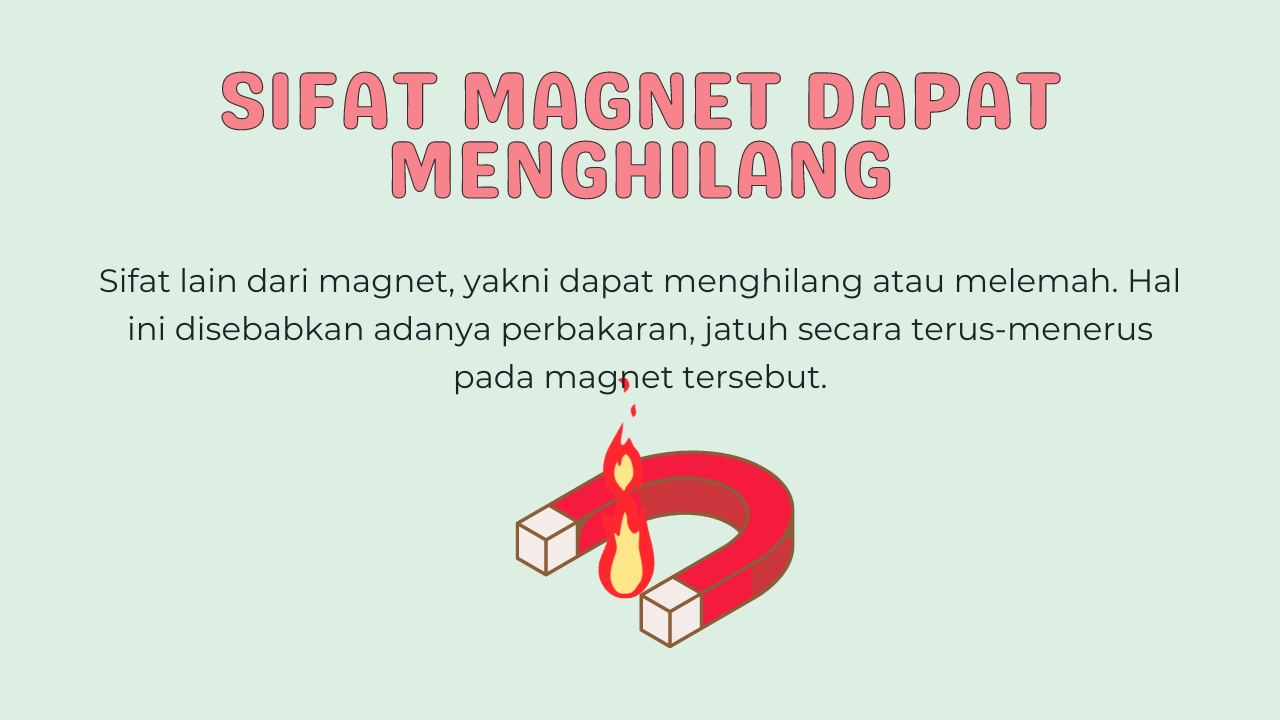 SIFAT MAGNET DAPAT
MENGHILANG
Sifat lain dari magnet, yakni dapat menghilang atau melemah. Hal
ini disebabkan adanya perbakaran, jatuh secara terus-menerus
pada magnet tersebut.